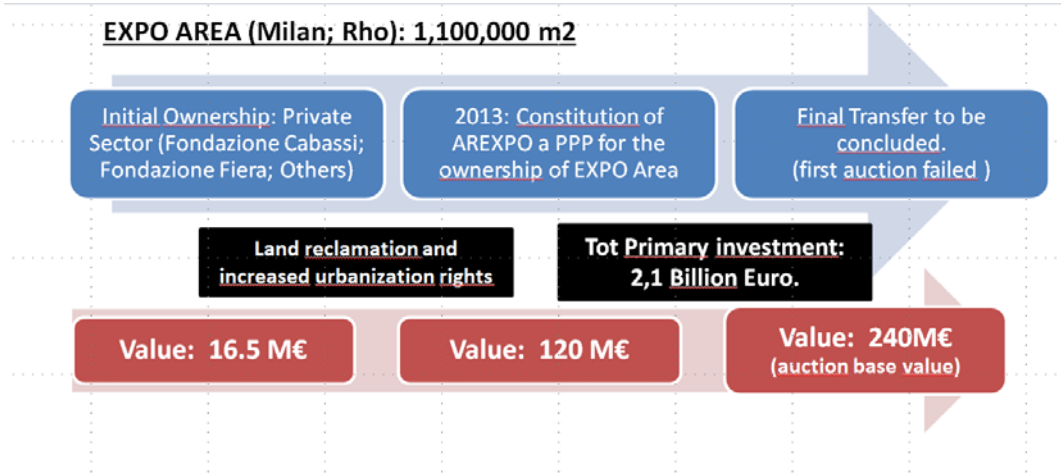 EXPO AREA (Milan; Rho): 1,100,000 m2
Initial Ownership: Private
Sector (Fondazione Cabassi;
Fondazione Fiera; Others)
2013: Constitution of
AREXPO a PPP for the
ownership of EXPO Area
Final Transfer to be
concluded.
(first auction failed )
Land reclamation and
increased urbanization rights
Tot Primary investment:
2,1 Billion Euro.
Value:  16.5 M€
Value:  120 M€
Value:  240M€
(auction base value)